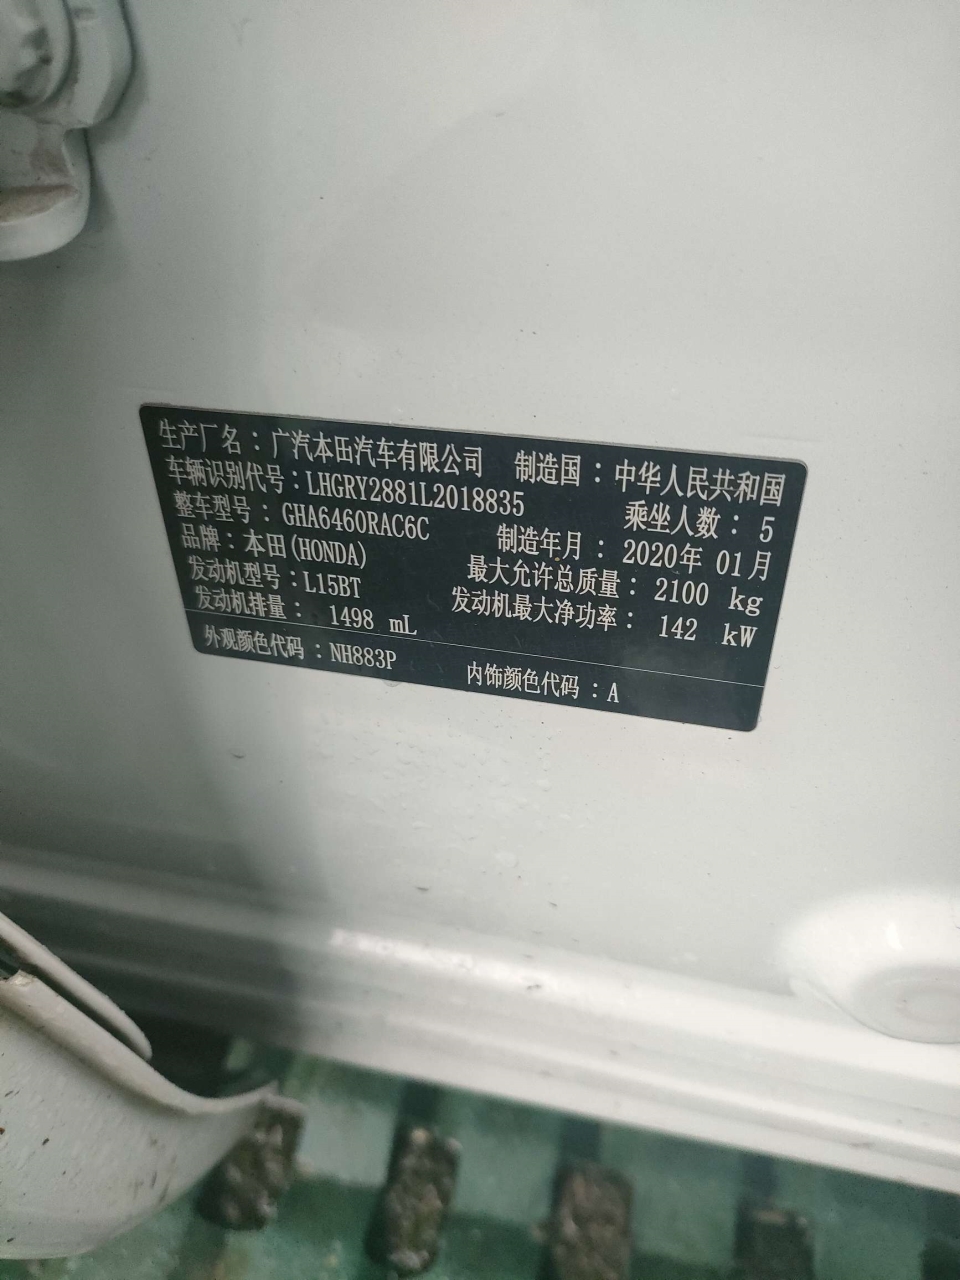 生产厂名：广汽本田汽车有限公司 制造国：中华人民共和国
车辆识别代号：LHGRY2881L2018835 乘坐人数：5
整车型号：GHA6460RAC6C 制造年月：2020年 01月
品牌：本田(HONDA) 最大允许总质量：2100 kg
发动机型号：L15BT 发动机最大净功率：142 kW
发动机排量：1498 mL
外观颜色代码：NH883P 内饰颜色代码：A